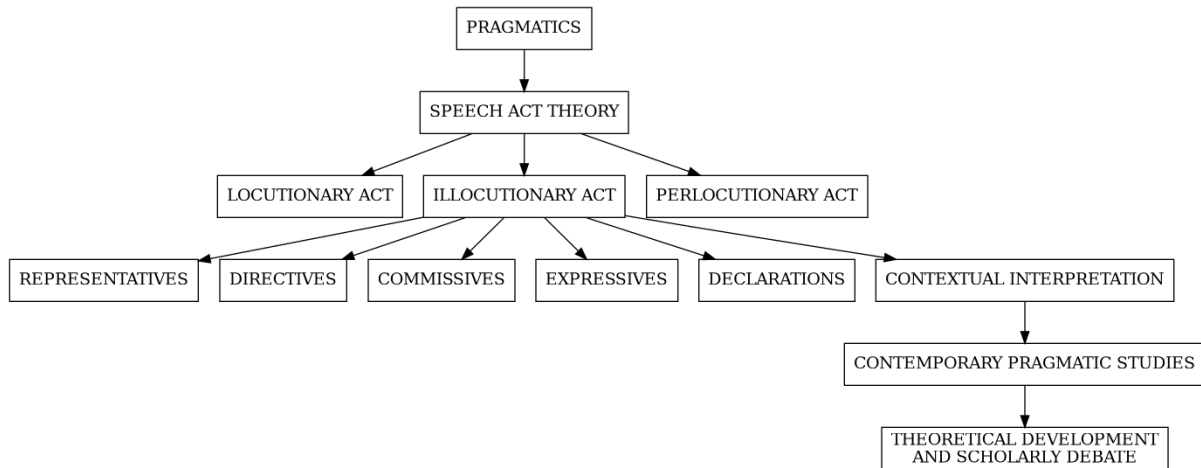 PRAGMATICS
SPEECH ACT THEORY
LOCUTIONARY ACT
ILLOCUTIONARY ACT
PERLOCUTIONARY ACT
REPRESENTATIVES
DIRECTIVES
COMMISSIVES
EXPRESSIVES
DECLARATIONS
CONTEXTUAL INTERPRETATION
CONTEMPORARY PRAGMATIC STUDIES
THEORETICAL DEVELOPMENT
AND SCHOLARLY DEBATE